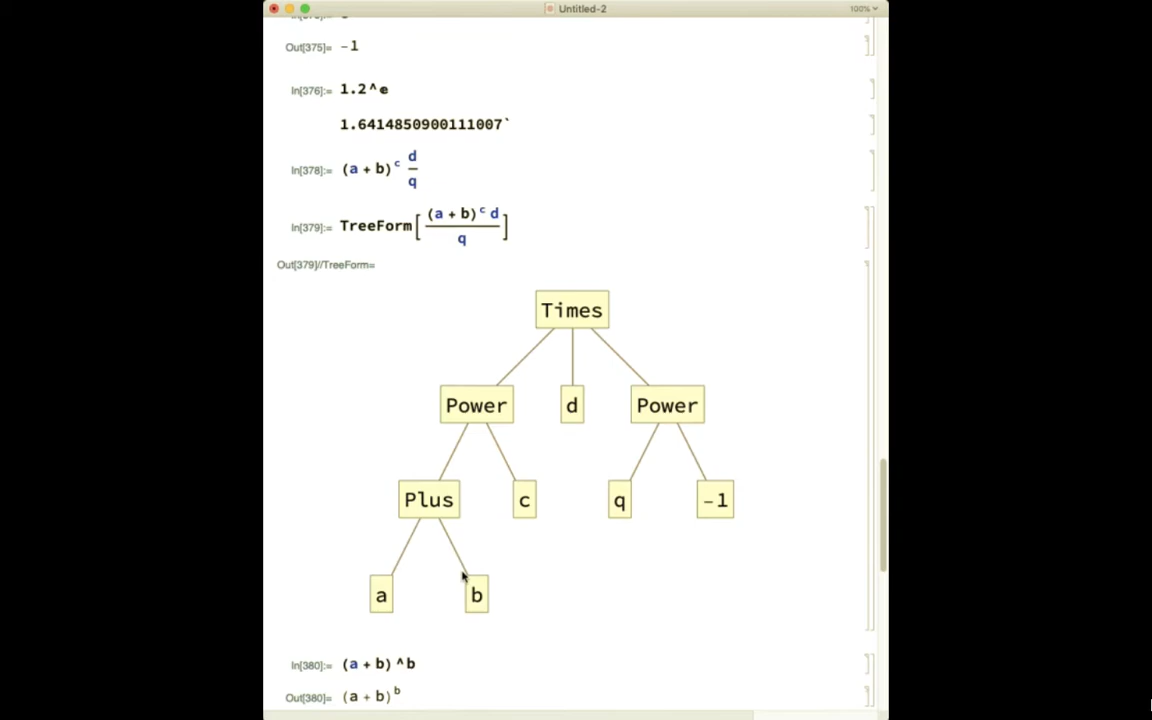 Untitled-2
100%
Out[375]= -1
In[376]:= 1.2^e
1.6414850900111007`
In[378]:= (a + b)^c d/q
In[379]:= TreeForm[(a + b)^c d/q]
Out[379]//TreeForm=
Times
Power d Power
Plus c q -1
a b
In[380]:= (a + b)^b
Out[380]= (a + b)^b